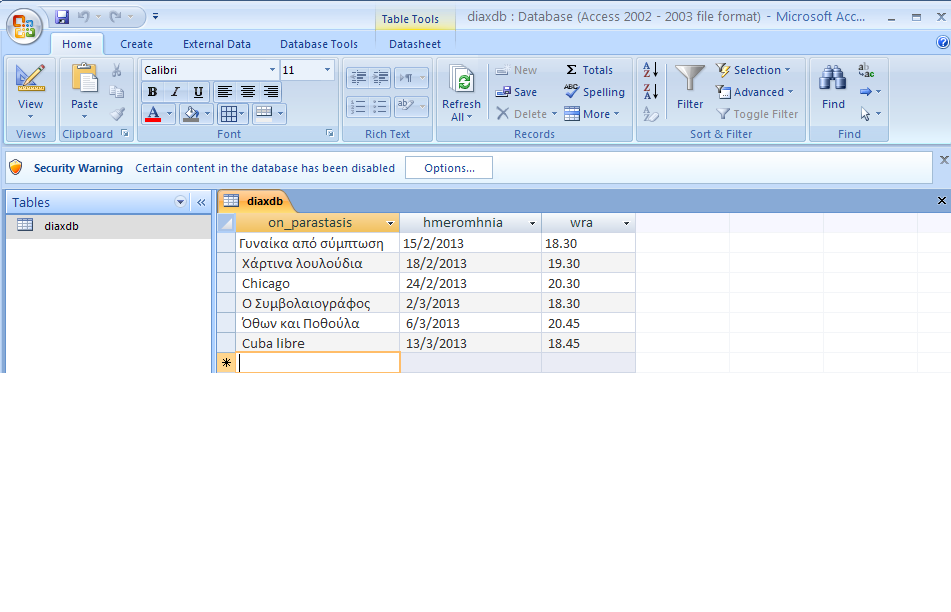 Table Tools
diaxdb : Database (Access 2002 - 2003 file format) - Microsoft Acc...
Home Create External Data Database Tools Datasheet
View
Views
Paste
Clipboard
Calibri 11
B I U
A
Font
Rich Text
Refresh All
New
Save
Delete
Σ Totals
ABC Spelling
More
Records
A Z
Z A
Filter
Selection
Advanced
Toggle Filter
Sort & Filter
Find
ab ac
Find
Security Warning Certain content in the database has been disabled Options...
Tables «
diaxdb
diaxdb
on_parastasis hmeromhnia wra
Γυναίκα από σύμπτωση 15/2/2013 18.30
Χάρτινα λουλούδια 18/2/2013 19.30
Chicago 24/2/2013 20.30
Ο Συμβολαιογράφος 2/3/2013 18.30
Όθων και Ποθούλα 6/3/2013 20.45
Cuba libre 13/3/2013 18.45
*